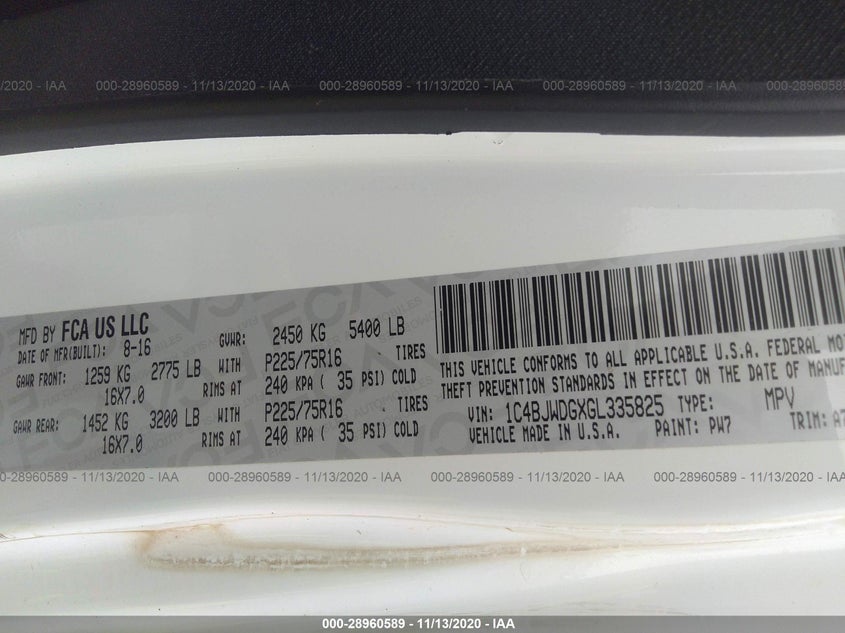 /2020 - IAA 000-28960589 - 11/13/2020 - IAA 000-28960589 - 11/13/2020 - IAA 000-28960589 - 11/13/2020 - IAA 000-28960589 - 11/
MFD BY FCA US LLC
DATE OF MFR(BUILT): 8-16 GVWR: 2450 KG 5400 LB
GAWR FRONT: 1259 KG 2775 LB WITH P225/75R16 TIRES
16X7.0 RIMS AT 240 KPA ( 35 PSI) COLD
GAWR REAR: 1452 KG 3200 LB WITH P225/75R16 TIRES
16X7.0 RIMS AT 240 KPA ( 35 PSI) COLD
THIS VEHICLE CONFORMS TO ALL APPLICABLE U.S.A. FEDERAL MO
THEFT PREVENTION STANDARDS IN EFFECT ON THE DATE OF MANUF
VIN: 1C4BJWDGXGL335825 TYPE: MPV
VEHICLE MADE IN U.S.A. PAINT: PW7 TRIM: A7
000-28960589 - 11/13/2020 - IAA 000-28960589 - 11/13/2020 - IAA 000-28960589 - 11/13/2020 - IAA 000-28960589 - 11/13/2020 - IAA
000-28960589 - 11/13/2020 - IAA